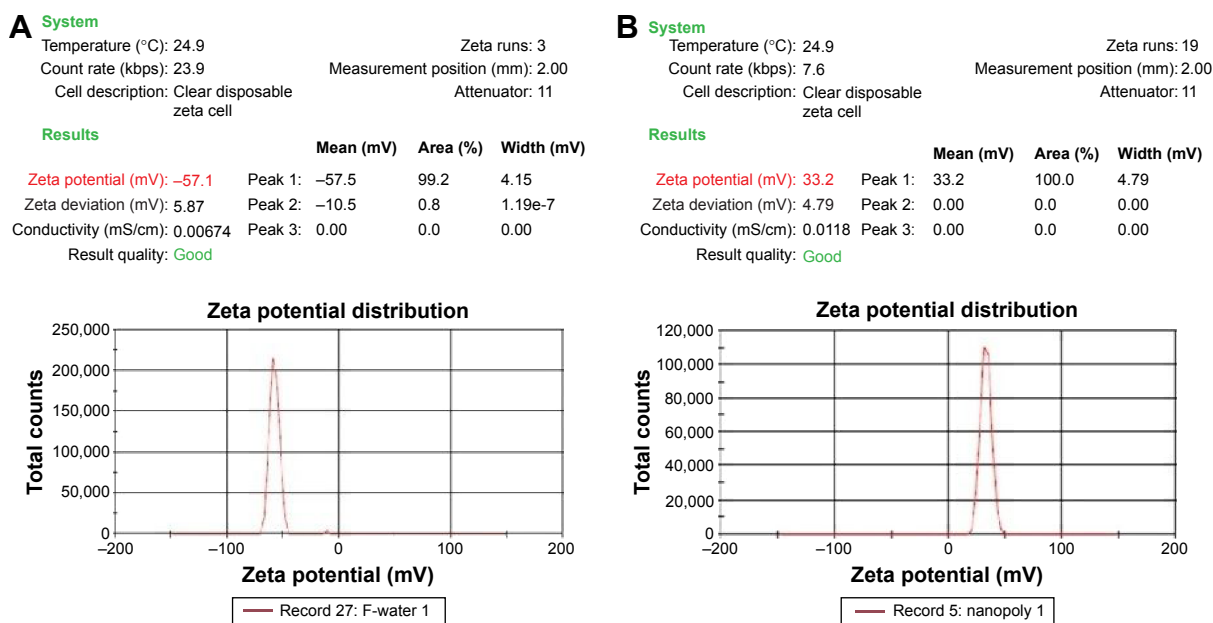 A
System
Temperature (°C): 24.9 Zeta runs: 3
Count rate (kbps): 23.9 Measurement position (mm): 2.00
Cell description: Clear disposable Attenuator: 11
zeta cell
Results
Mean (mV) Area (%) Width (mV)
Zeta potential (mV): –57.1 Peak 1: –57.5 99.2 4.15
Zeta deviation (mV): 5.87 Peak 2: –10.5 0.8 1.19e-7
Conductivity (mS/cm): 0.00674 Peak 3: 0.00 0.0 0.00
Result quality: Good
Zeta potential distribution
250,000
200,000
150,000
100,000
50,000
0
Total counts
–200 –100 0 100 200
Zeta potential (mV)
Record 27: F-water 1
B
System
Temperature (°C): 24.9 Zeta runs: 19
Count rate (kbps): 7.6 Measurement position (mm): 2.00
Cell description: Clear disposable Attenuator: 11
zeta cell
Results
Mean (mV) Area (%) Width (mV)
Zeta potential (mV): 33.2 Peak 1: 33.2 100.0 4.79
Zeta deviation (mV): 4.79 Peak 2: 0.00 0.0 0.00
Conductivity (mS/cm): 0.0118 Peak 3: 0.00 0.0 0.00
Result quality: Good
Zeta potential distribution
120,000
100,000
80,000
60,000
40,000
20,000
0
Total counts
–200 –100 0 100 200
Zeta potential (mV)
Record 5: nanopoly 1